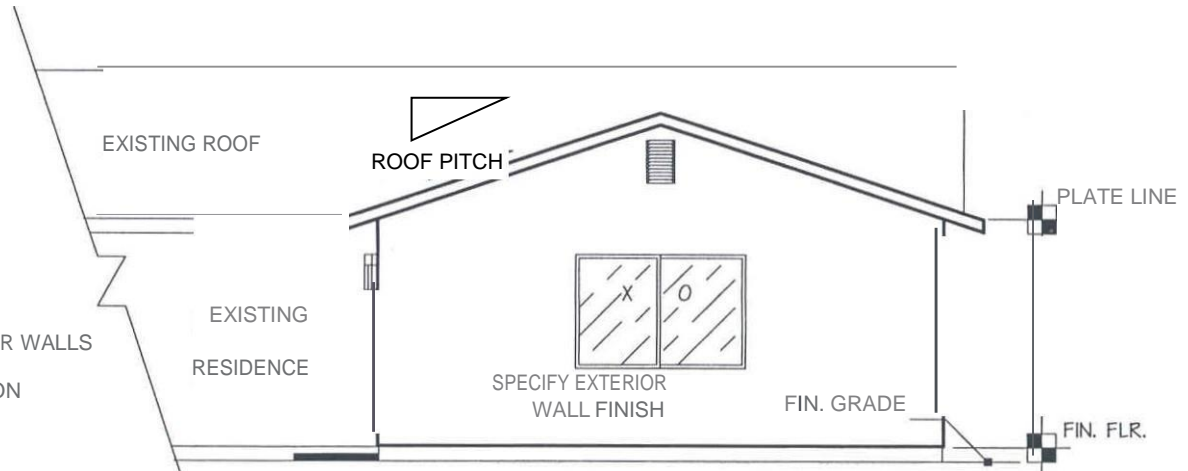 EXISTING ROOF
ROOF PITCH
PLATE LINE
EXISTING
RESIDENCE
R WALLS
ON
X O
SPECIFY EXTERIOR
WALL FINISH
FIN. GRADE
FIN. FLR.